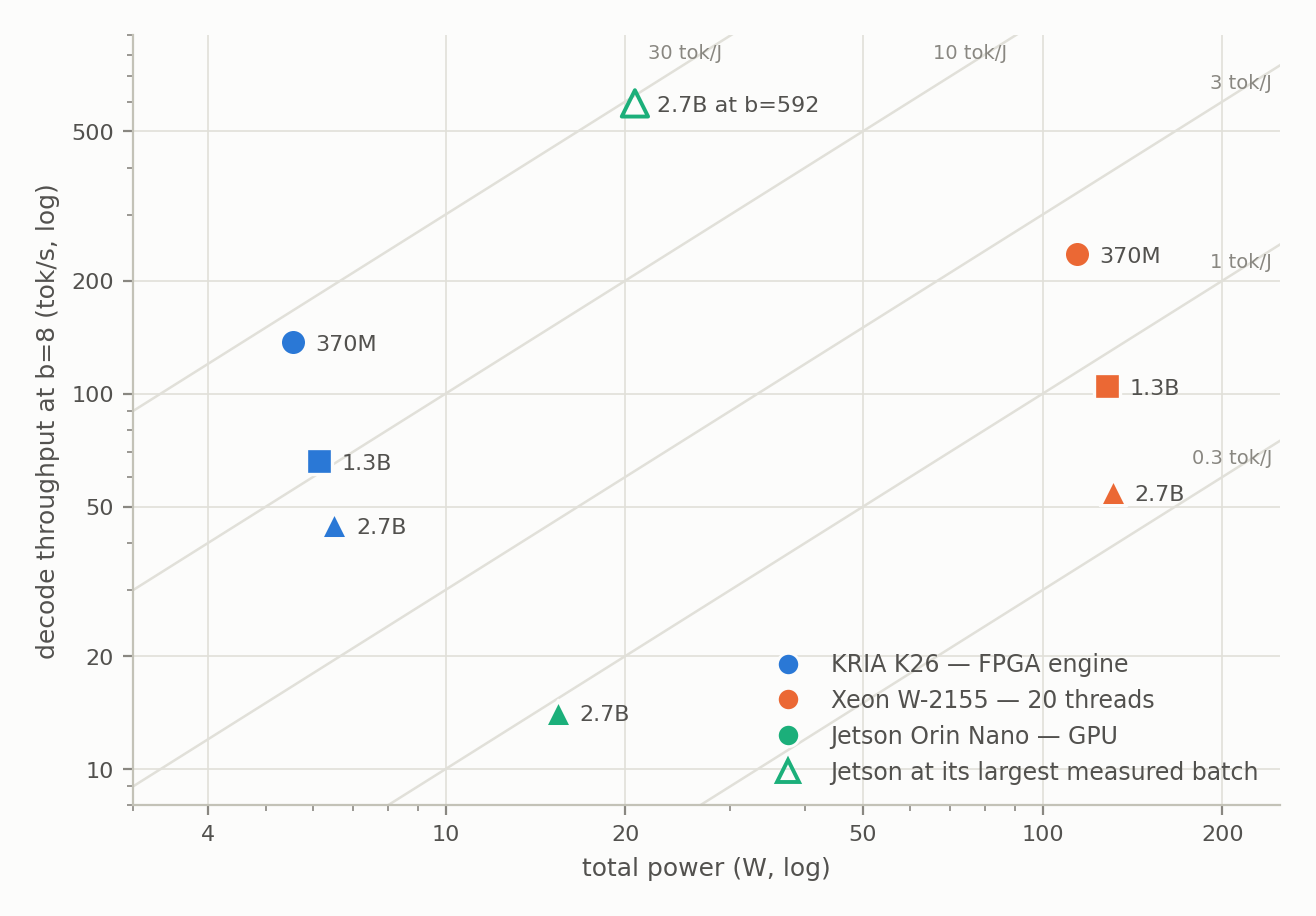 30 tok/J
10 tok/J
3 tok/J
2.7B at b=592
500
370M
1 tok/J
200
370M
100
1.3B
0.3 tok/J
1.3B
2.7B
50
2.7B
20
KRIA K26 — FPGA engine
Xeon W-2155 — 20 threads
2.7B
Jetson Orin Nano — GPU
10
Jetson at its largest measured batch
decode throughput at b=8 (tok/s, log)
4
10
20
50
100
200
total power (W, log)